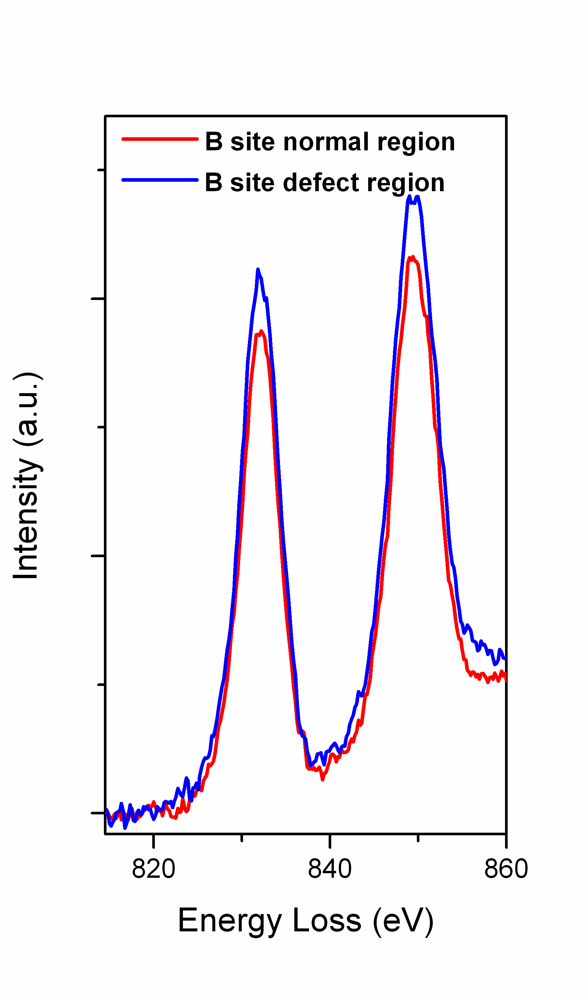 B site normal region
B site defect region
Intensity (a.u.)
820 840 860
Energy Loss (eV)